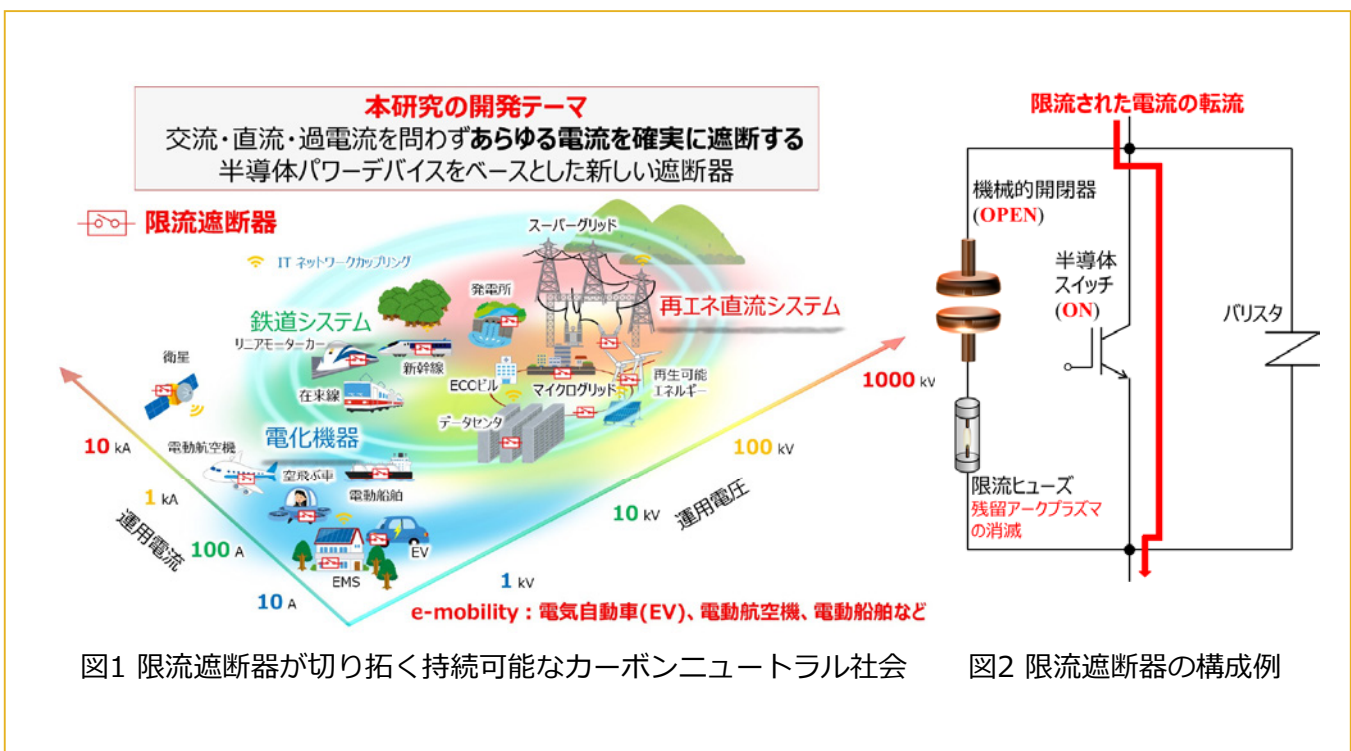 本研究の開発テーマ
交流・直流・過電流を問わずあらゆる電流を確実に遮断する
半導体パワーデバイスをベースとした新しい遮断器
限流遮断器
スーパーグリッド
IT ネットワークカップリング
発電所
再エネ直流システム
鉄道システム
リニアモーターカー
衛星
新幹線
ECCビル
マイクログリッド
再生可能
エネルギー
在来線
データセンタ
電化機器
電動航空機
空飛ぶ車
電動船舶
EV
EMS
10 kA
1 kA
100 A
10 A
運用電流
1 kV
10 kV
100 kV
1000 kV
運用電圧
e-mobility:電気自動車(EV)、電動航空機、電動船舶など
図1 限流遮断器が切り拓く持続可能なカーボンニュートラル社会
限流された電流の転流
機械的開閉器
(OPEN)
半導体
スイッチ
(ON)
バリスタ
限流ヒューズ
残留アークプラズマ
の消滅
図2 限流遮断器の構成例